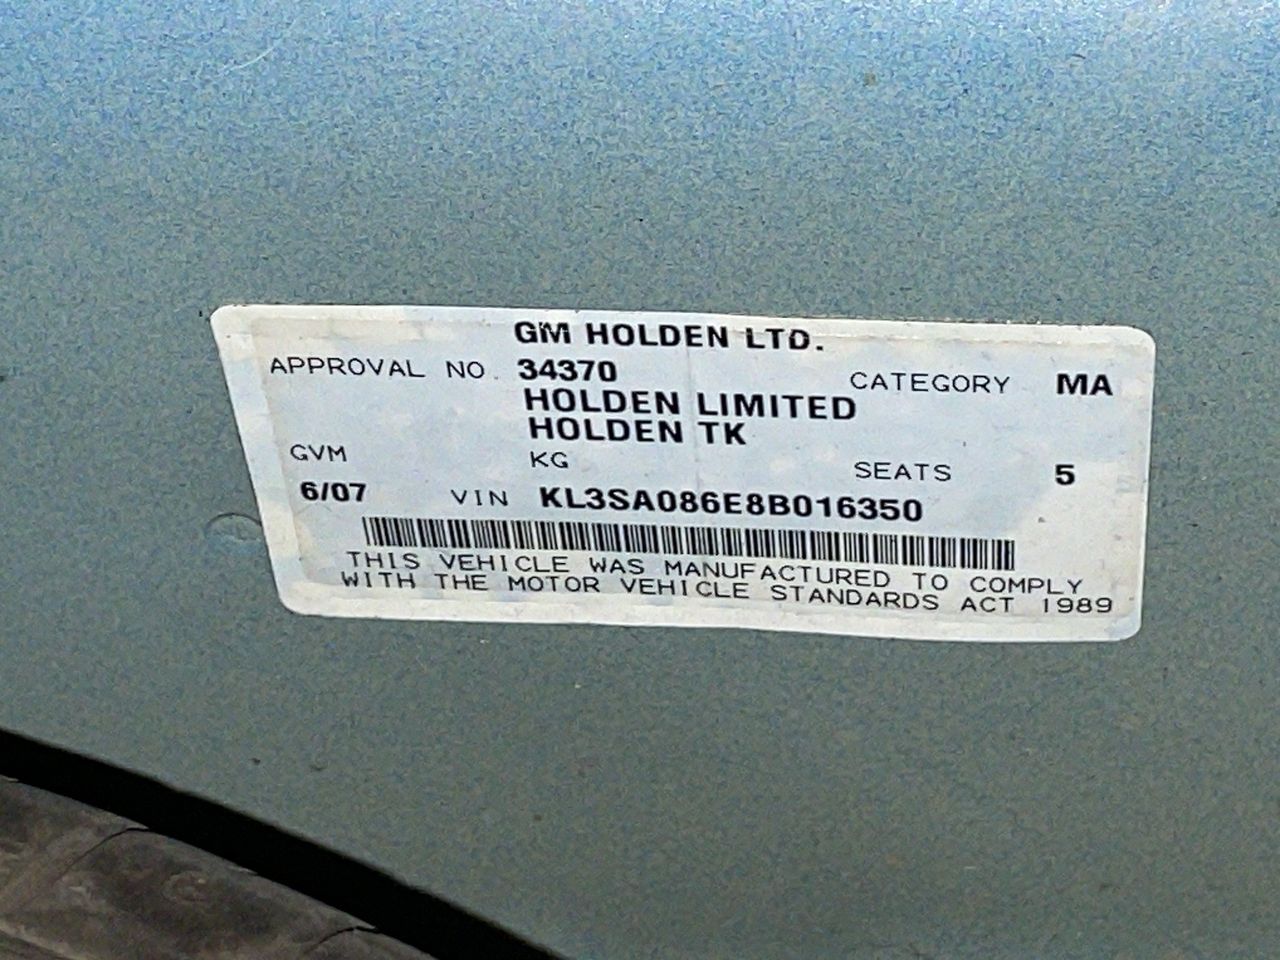 GM HOLDEN LTD.
APPROVAL NO. 34370 CATEGORY MA
HOLDEN LIMITED
HOLDEN TK
GVM KG SEATS 5
6/07 VIN KL3SA086E8B016350
THIS VEHICLE WAS MANUFACTURED TO COMPLY
WITH THE MOTOR VEHICLE STANDARDS ACT 1989